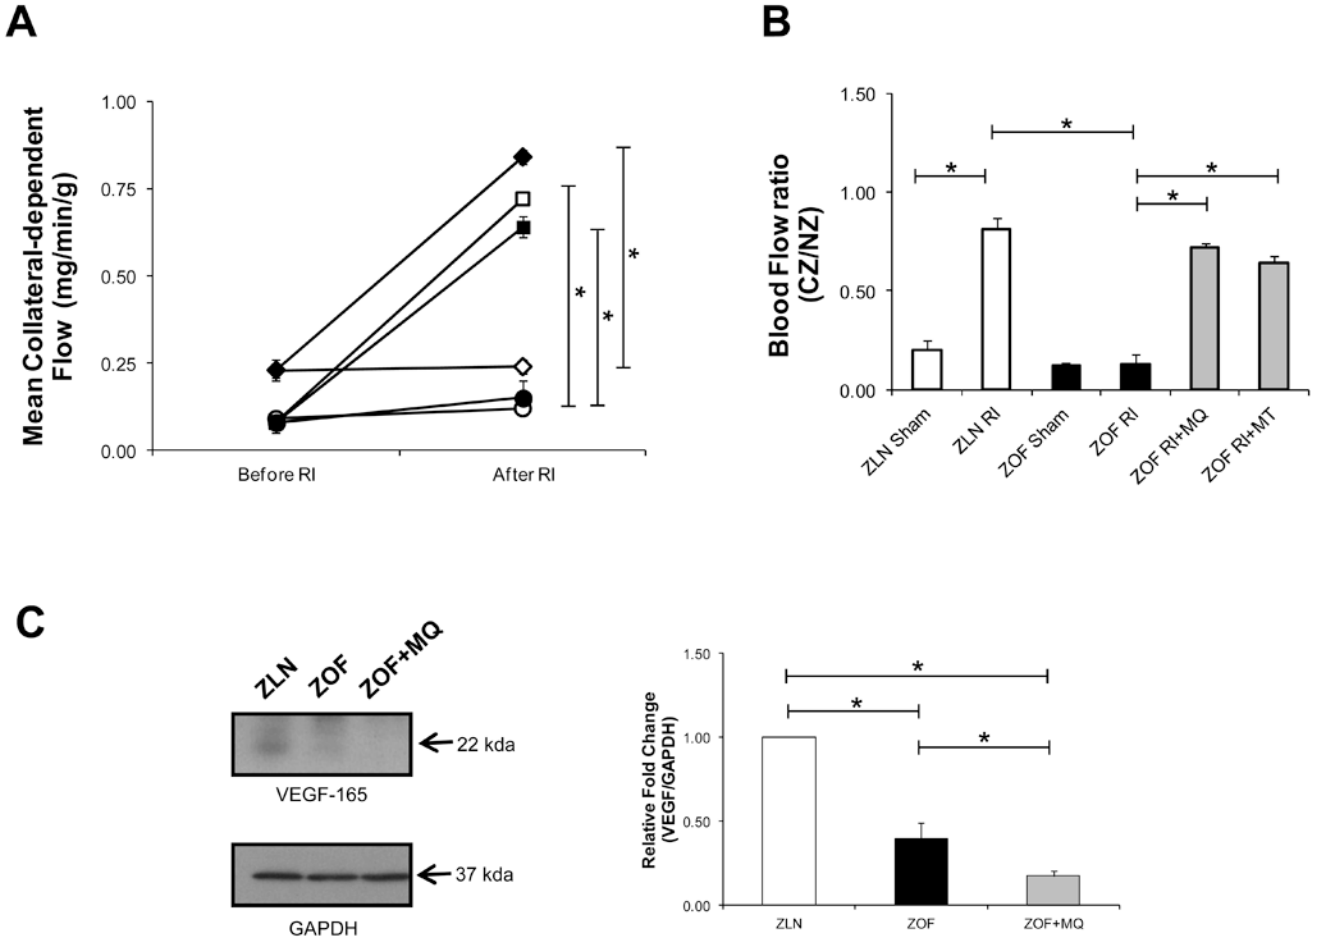 A
Mean Collateral-dependent
Flow (mg/min/g)
1.00
0.75
0.50
0.25
0.00
Before RI
After RI
*
*
*
B
Blood Flow ratio
(CZ/NZ)
1.50
1.00
0.50
0.00
*
*
*
*
ZLN Sham
ZLN RI
ZOF Sham
ZOF RI
ZOF RI+MQ
ZOF RI+MT
C
ZLN
ZOF
ZOF+MQ
22 kda
VEGF-165
37 kda
GAPDH
Relative Fold Change
(VEGF/GAPDH)
1.50
1.00
0.50
0.00
*
*
*
ZLN
ZOF
ZOF+MQ